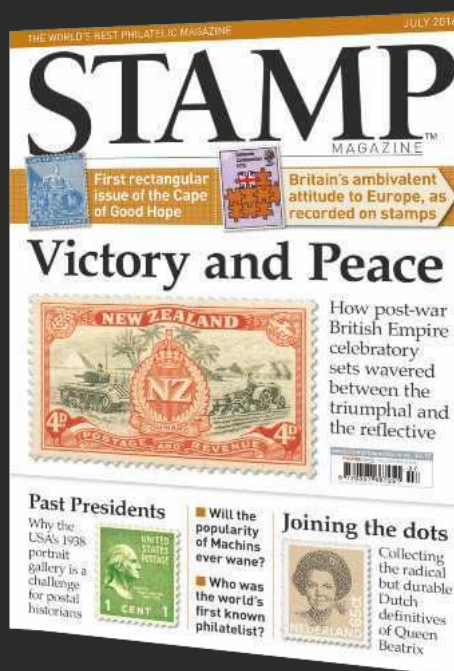 THE WORLD'S BEST PHILATELIC MAGAZINE
JULY 2016
STAMP
MAGAZINE™
First rectangular
issue of the Cape
of Good Hope
Britain's ambivalent
attitude to Europe, as
recorded on stamps
Victory and Peace
NEW ZEALAND
NZ
4D
4D
POSTAGE AND REVENUE
How post-war
British Empire
celebratory
sets wavered
between the
triumphal and
the reflective
Past Presidents
Why the
USA's 1938
portrait
gallery is a
challenge
for postal
historians
UNITED
STATES
POSTAGE
1 CENT 1
Will the
popularity
of Machins
ever wane?
Who was
the world's
first known
philatelist?
Joining the dots
NEDERLAND
65ct
Collecting
the radical
but durable
Dutch
definitives
of Queen
Beatrix